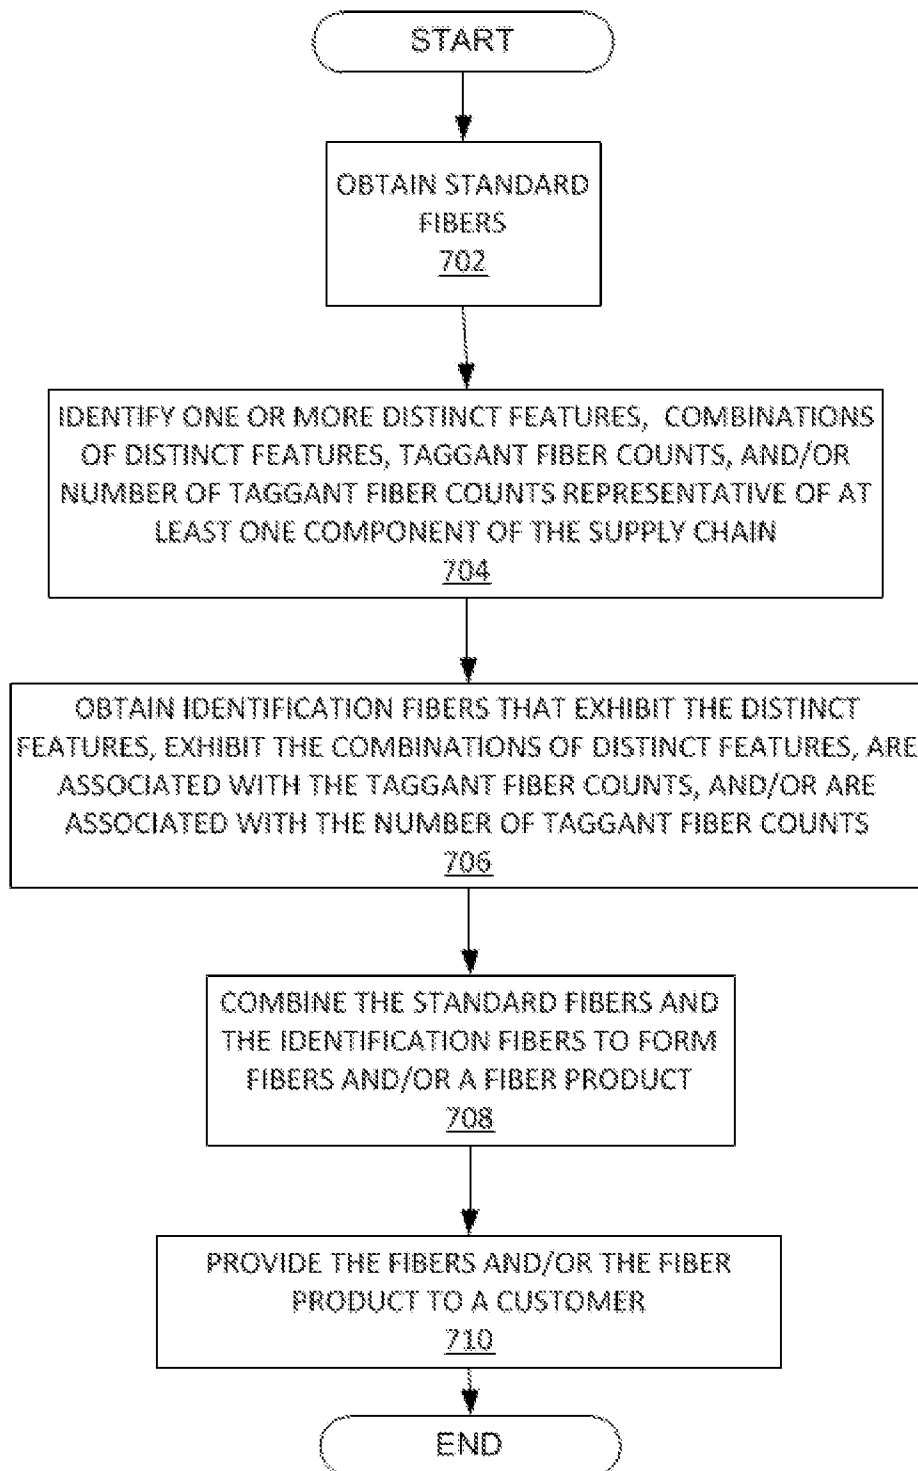 START
OBTAIN STANDARD
FIBERS
702
IDENTIFY ONE OR MORE DISTINCT FEATURES, COMBINATIONS
OF DISTINCT FEATURES, TAGGANT FIBER COUNTS, AND/OR
NUMBER OF TAGGANT FIBER COUNTS REPRESENTATIVE OF AT
LEAST ONE COMPONENT OF THE SUPPLY CHAIN
704
OBTAIN IDENTIFICATION FIBERS THAT EXHIBIT THE DISTINCT
FEATURES, EXHIBIT THE COMBINATIONS OF DISTINCT FEATURES, ARE
ASSOCIATED WITH THE TAGGANT FIBER COUNTS, AND/OR ARE
ASSOCIATED WITH THE NUMBER OF TAGGANT FIBER COUNTS
706
COMBINE THE STANDARD FIBERS AND
THE IDENTIFICATION FIBERS TO FORM
FIBERS AND/OR A FIBER PRODUCT
708
PROVIDE THE FIBERS AND/OR THE FIBER
PRODUCT TO A CUSTOMER
710
END